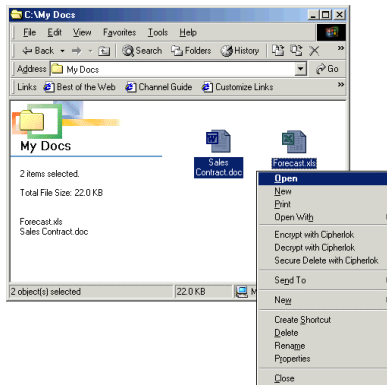 C:\My Docs
File Edit View Favorites Tools Help
Back Search Folders History
Address My Docs Go
Links Best of the Web Channel Guide Customize Links
My Docs
2 items selected.
Total File Size: 22.0 KB
Forecast.xls
Sales Contract.doc
Sales
Contract.doc
Forecast.xls
Open
New
Print
Open With
Encrypt with Cipherlok
Decrypt with Cipherlok
Secure Delete with Cipherlok
Send To
New
Create Shortcut
Delete
Rename
Properties
Close
2 object(s) selected 22.0 KB M